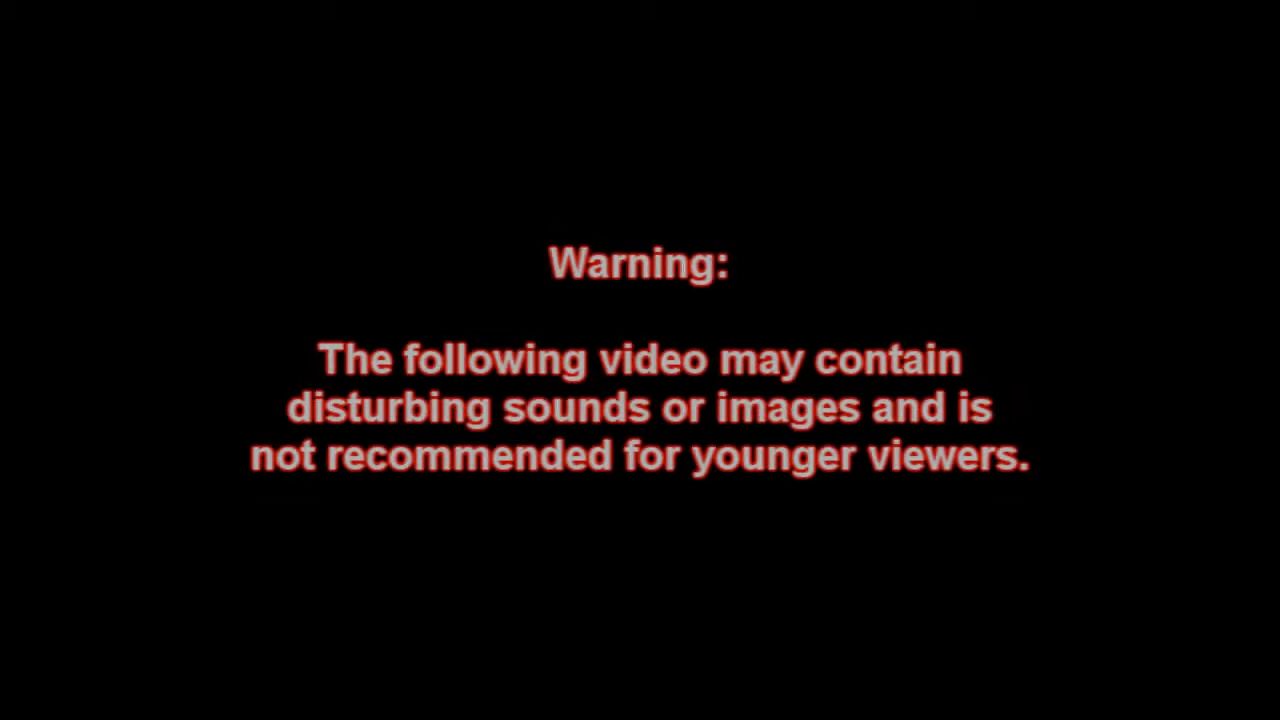 Warning:
The following video may contain
disturbing sounds or images and is
not recommended for younger viewers.